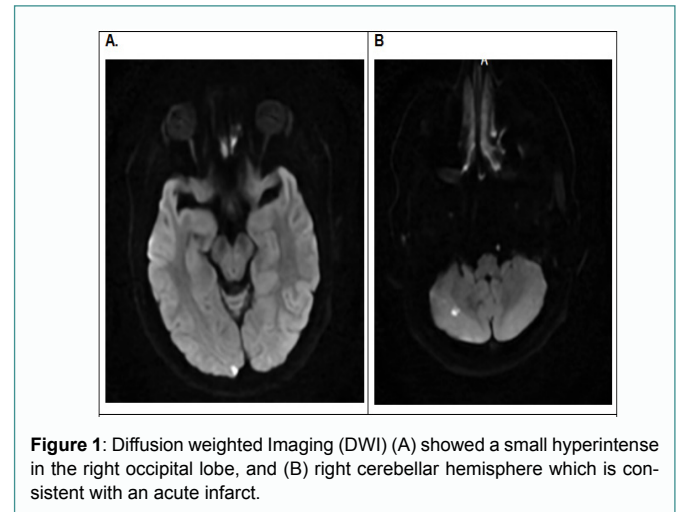 A.
B
A
Figure 1: Diffusion weighted Imaging (DWI) (A) showed a small hyperintense
in the right occipital lobe, and (B) right cerebellar hemisphere which is con-
sistent with an acute infarct.